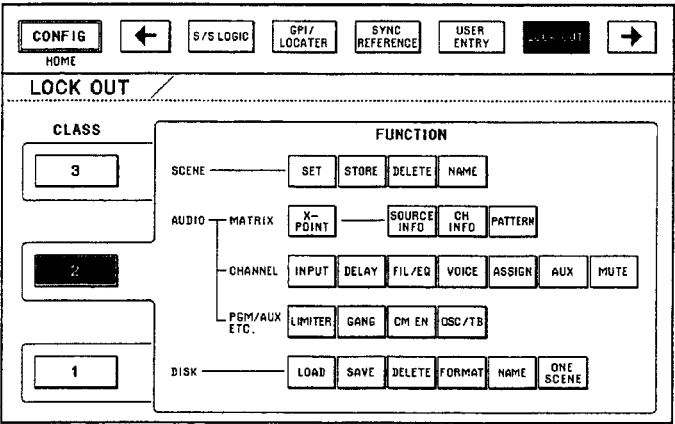 CONFIG
HOME
S/S LOGIC
GPI/
LOCATER
SYNC
REFERENCE
USER
ENTRY
LOCK OUT
LOCK OUT
CLASS
FUNCTION
3
SCENE
SET STORE DELETE NAME
AUDIO
MATRIX
X-
POINT
SOURCE
INFO
CH
INFO
PATTERN
2
CHANNEL
INPUT DELAY FIL/EQ VOICE ASSIGN AUX MUTE
PGM/AUX
ETC.
LIMITER GANG CM EN OSC/TB
1
DISK
LOAD SAVE DELETE FORMAT NAME
ONE
SCENE